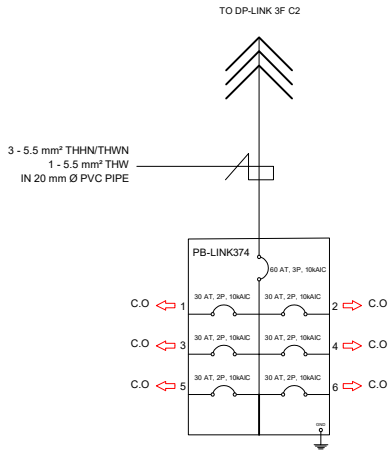 TO DP-LINK 3F C2
3 - 5.5 mm² THHN/THWN
1 - 5.5 mm² THW
IN 20 mm Ø PVC PIPE
PB-LINK374
60 AT, 3P, 10kAIC
30 AT, 2P, 10kAIC 30 AT, 2P, 10kAIC
C.O 1 2 C.O
30 AT, 2P, 10kAIC 30 AT, 2P, 10kAIC
C.O 3 4 C.O
30 AT, 2P, 10kAIC 30 AT, 2P, 10kAIC
C.O 5 6 C.O
GND